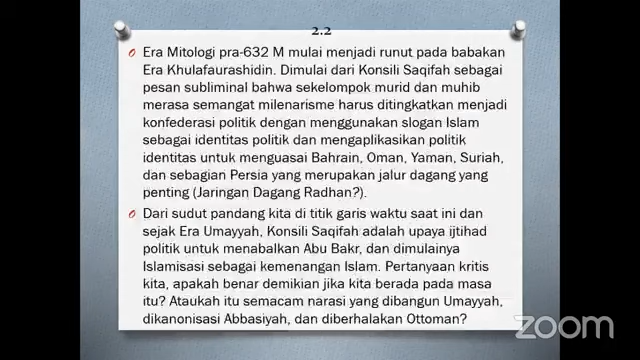 2.2
Era Mitologi pra-632 M mulai menjadi runut pada babakan
Era Khulafaurashidin. Dimulai dari Konsili Saqifah sebagai
pesan subliminal bahwa sekelompok murid dan muhib
merasa semangat milenarisme harus ditingkatkan menjadi
konfederasi politik dengan menggunakan slogan Islam
sebagai identitas politik dan mengaplikasikan politik
identitas untuk menguasai Bahrain, Oman, Yaman, Suriah,
dan sebagian Persia yang merupakan jalur dagang yang
penting (Jaringan Dagang Radhan?).
Dari sudut pandang kita di titik garis waktu saat ini dan
sejak Era Umayyah, Konsili Saqifah adalah upaya ijtihad
politik untuk menabalkan Abu Bakr, dan dimulainya
Islamisasi sebagai kemenangan Islam. Pertanyaan kritis
kita, apakah benar demikian jika kita berada pada masa
itu? Ataukah itu semacam narasi yang dibangun Umayyah,
dikanonisasi Abbasiyah, dan diberhalakan Ottoman?
zoom